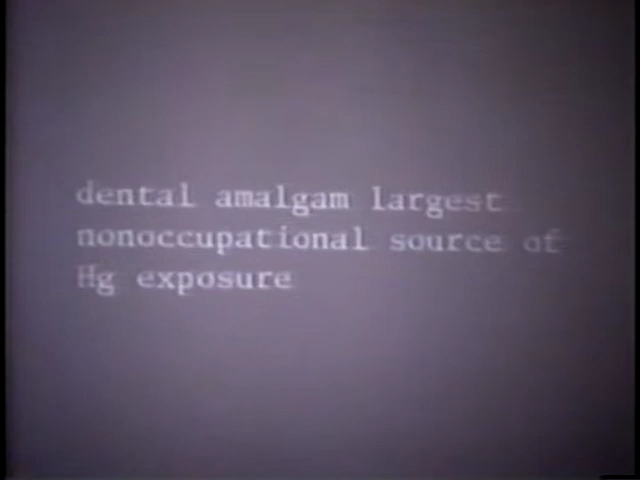 dental amalgam largest
nonoccupational source of
Hg exposure